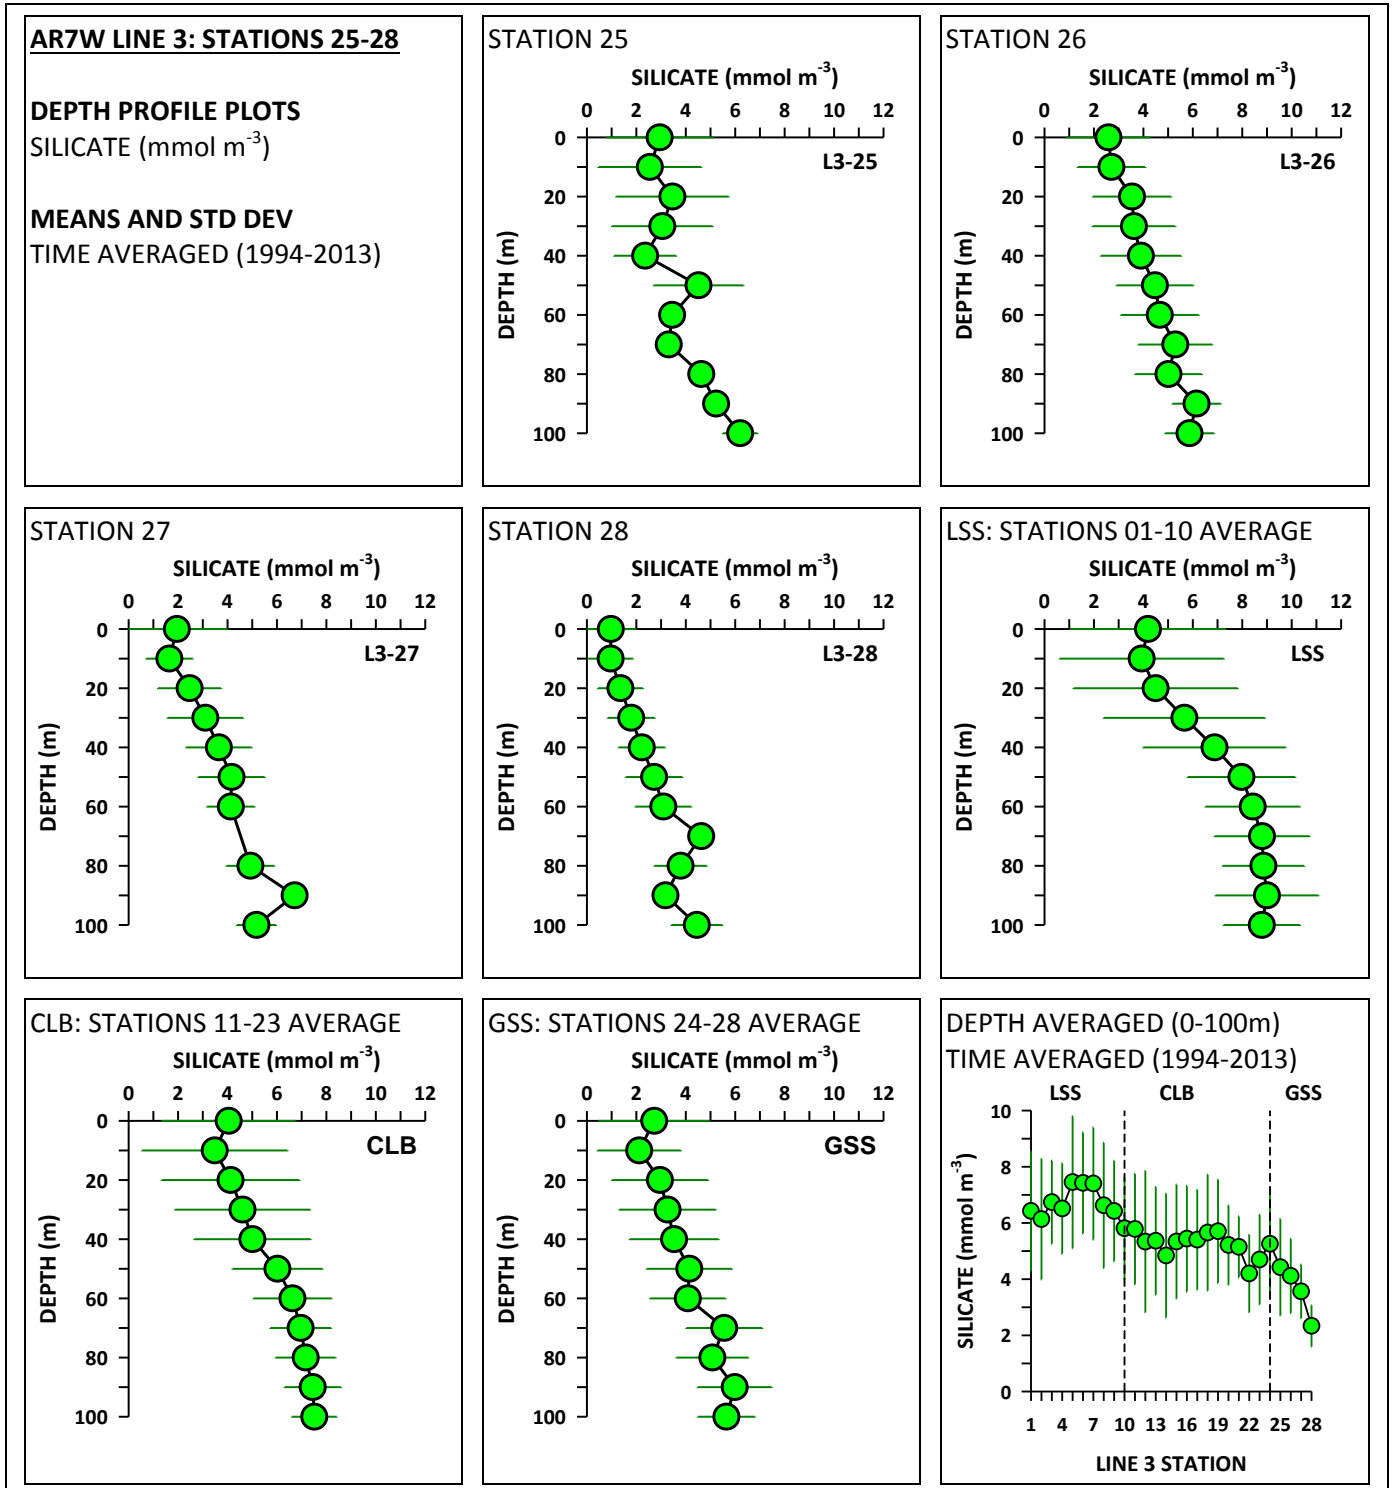 AR7W LINE 3: STATIONS 25-28
DEPTH PROFILE PLOTS
SILICATE (mmol m-3)
MEANS AND STD DEV
TIME AVERAGED (1994-2013)
STATION 25
SILICATE (mmol m-3)
0 2 4 6 8 10 12
L3-25
DEPTH (m)
0
20
40
60
80
100
STATION 26
SILICATE (mmol m-3)
0 2 4 6 8 10 12
L3-26
DEPTH (m)
0
20
40
60
80
100
STATION 27
SILICATE (mmol m-3)
0 2 4 6 8 10 12
L3-27
DEPTH (m)
0
20
40
60
80
100
STATION 28
SILICATE (mmol m-3)
0 2 4 6 8 10 12
L3-28
DEPTH (m)
0
20
40
60
80
100
LSS: STATIONS 01-10 AVERAGE
SILICATE (mmol m-3)
0 2 4 6 8 10 12
LSS
DEPTH (m)
0
20
40
60
80
100
CLB: STATIONS 11-23 AVERAGE
SILICATE (mmol m-3)
0 2 4 6 8 10 12
CLB
DEPTH (m)
0
20
40
60
80
100
GSS: STATIONS 24-28 AVERAGE
SILICATE (mmol m-3)
0 2 4 6 8 10 12
GSS
DEPTH (m)
0
20
40
60
80
100
DEPTH AVERAGED (0-100m)
TIME AVERAGED (1994-2013)
LSS CLB GSS
SILICATE (mmol m-3)
10
8
6
4
2
0
1 4 7 10 13 16 19 22 25 28
LINE 3 STATION